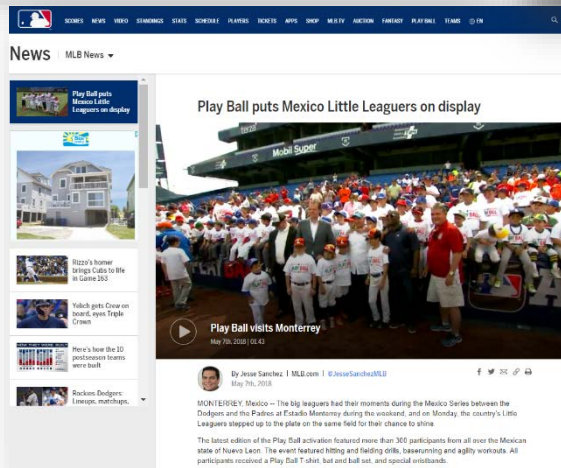 SCORES NEWS VIDEO STANDINGS STATS SCHEDULE PLAYERS TICKETS APPS SHOP MLB.TV AUCTION FANTASY PLAY BALL TEAMS EN
News MLB News
Play Ball puts
Mexico Little
Leaguers on display
Rizzo's homer
brings Cubs to life
in Game 163
Yelich gets Crew on
board, eyes Triple
Crown
Here's how the 10
postseason teams
were built
Rockies-Dodgers:
Lineups, matchups,
Play Ball puts Mexico Little Leaguers on display
Mobil Super
Play Ball visits Monterrey
May 7th, 2018 | 01:43
By Jesse Sanchez | MLB.com | @JesseSanchezMLB
May 7th, 2018
MONTERREY, Mexico -- The big leaguers had their moments during the Mexico Series between the
Dodgers and the Padres at Estadio Monterrey during the weekend, and on Monday, the country's Little
Leaguers stepped up to the plate on the same field for their chance to shine.
The latest edition of the Play Ball activation featured more than 300 participants from all over the Mexican
state of Nuevo Leon. The event featured hitting and fielding drills, baserunning and agility workouts. All
participants received a Play Ball T-shirt, bat and ball set, and special wristbands.